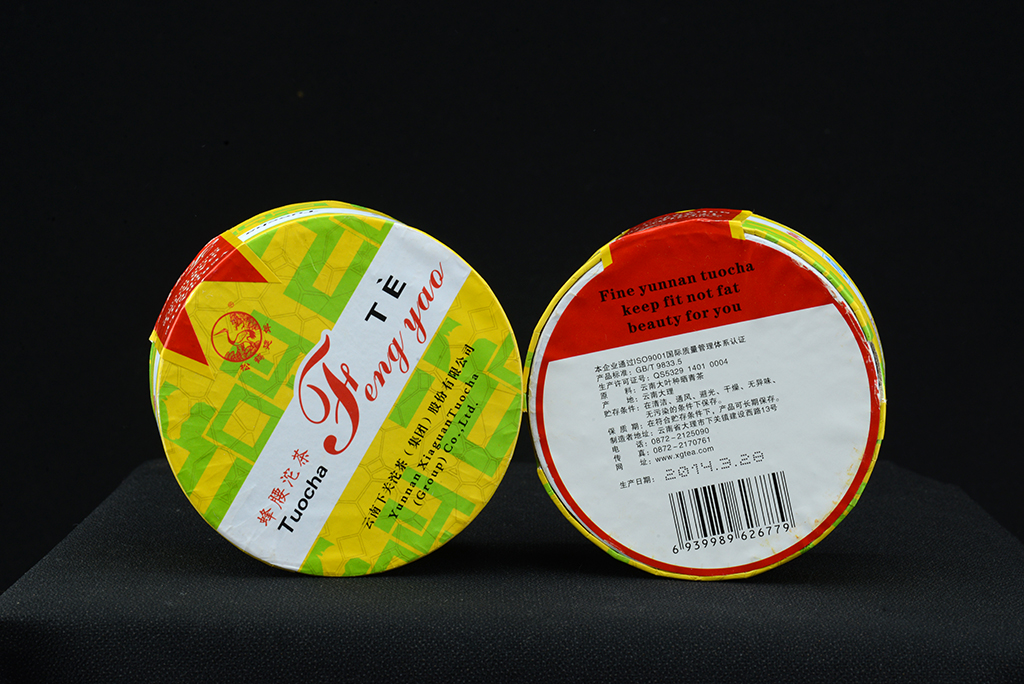 TÈ
Feng yao
蜂腰沱茶
Tuocha
云南下关沱茶（集团）股份有限公司
Yunnan XiaguanTuocha
(Group) Co.,Ltd.
Fine yunnan tuocha
keep fit not fat
beauty for you
本企业通过ISO9001国际质量管理体系认证
产品标准：GB/T9833.5
生产许可证号：QS5329 1401 0004
原 料：云南大叶种晒青茶
产 地：云南大理
贮存条件：在清洁、通风、避光、干燥、无异味、
无污染的条件下保存。
保 质 期：在符合贮存条件下，产品可长期保存。
制造者地址：云南省大理市下关镇建设西路13号
电 话：0872-2125090
传 真：0872-2170761
网 址：www.xgtea.com
生产日期：2014.3.29
6 939989 626779